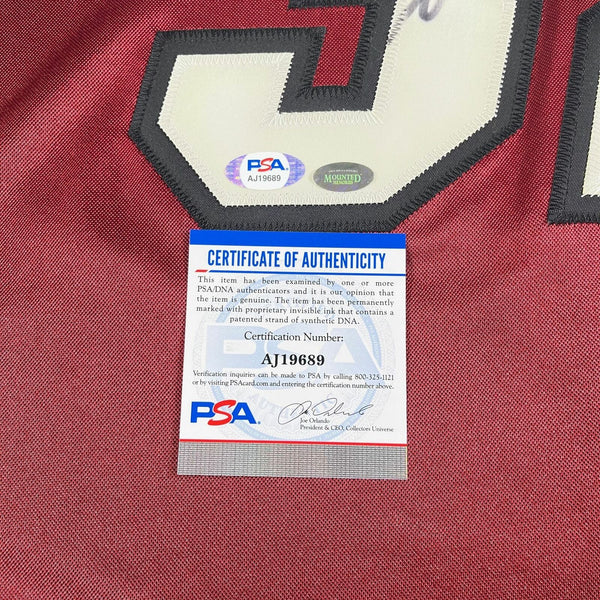 PSA
AJ19689
MOUNTED
MEMORIES
CERTIFICATE OF AUTHENTICITY
This item has been examined by one or more
PSA/DNA authenticators and it is our opinion that
the item is genuine. The item has been permanently
marked with proprietary invisible ink that contains a
patented strand of synthetic DNA.
Certification Number:
AJ19689
Verification inquiries can be made to PSA by calling 800-325-1121
or by visiting PSAcard.com and entering the certification number above.
PSA
Joe Orlando
President & CEO, Collectors Universe